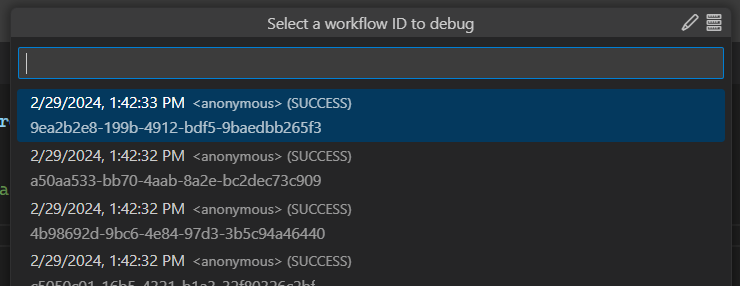 Select a workflow ID to debug
2/29/2024, 1:42:33 PM <anonymous> (SUCCESS)
9ea2b2e8-199b-4912-bdf5-9baedbb265f3
2/29/2024, 1:42:32 PM <anonymous> (SUCCESS)
a50aa533-bb70-4aab-8a2e-bc2dec73c909
2/29/2024, 1:42:32 PM <anonymous> (SUCCESS)
4b98692d-9bc6-4e84-97d3-3b5c94a46440
2/29/2024, 1:42:32 PM <anonymous> (SUCCESS)